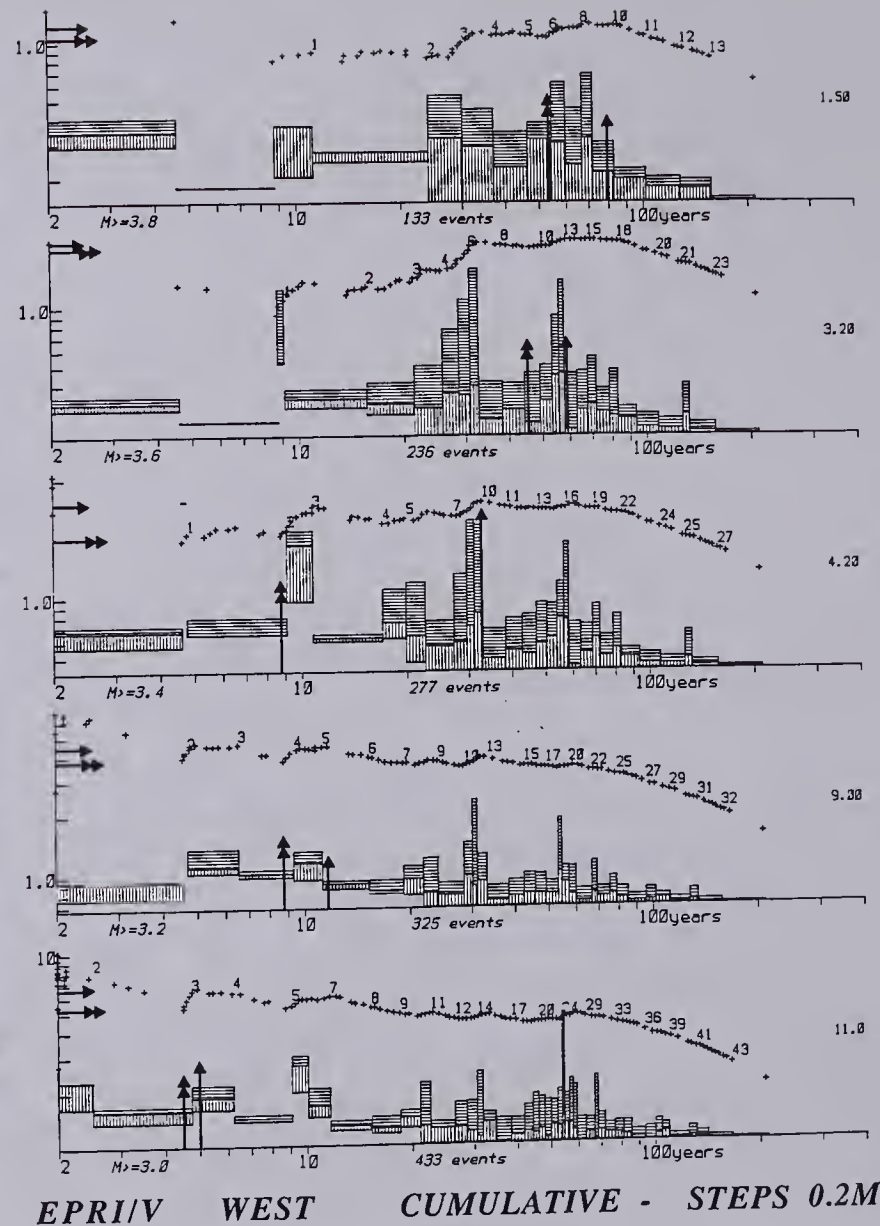 1.0 1 2 3 4 5 6 8 10 11 12 13
1.50
2 M>=3.8 10 133 events 100years
1.0 2 3 4 6 8 10 13 15 18 20 21 23
3.20
2 M>=3.6 10 236 events 100years
1.0 1 2 3 4 5 7 10 11 13 16 19 22 24 25 27
4.20
2 M>=3.4 10 277 events 100years
1.0 2 3 4 5 6 7 9 13 15 17 20 22 25 27 29 31 32
9.00
2 M>=3.2 10 325 events 100years
10 2 3 4 5 7 8 9 11 12 14 17 20 24 29 33 36 39 41 43
11.0
2 M>=3.0 10 433 events 100years
EPRI/V WEST CUMULATIVE - STEPS 0.2M